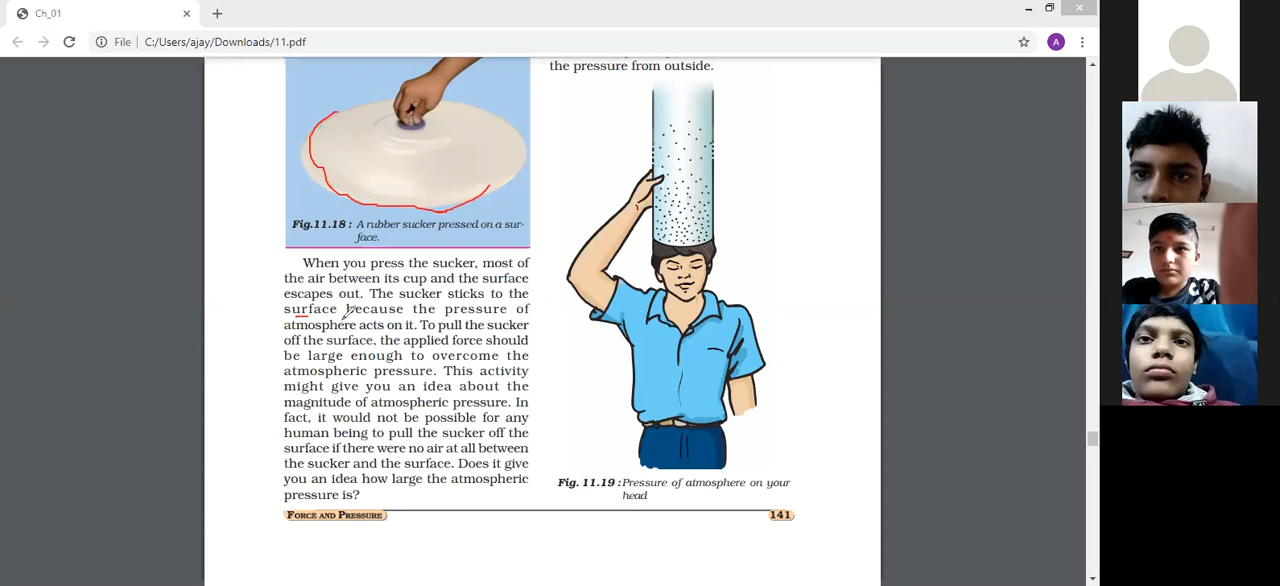 Ch_01
File
C:/Users/ajay/Downloads/11.pdf
A
Fig.11.18 : A rubber sucker pressed on a sur-
face.
When you press the sucker, most of
the air between its cup and the surface
escapes out. The sucker sticks to the
surface because the pressure of
atmosphere acts on it. To pull the sucker
off the surface, the applied force should
be large enough to overcome the
atmospheric pressure. This activity
might give you an idea about the
magnitude of atmospheric pressure. In
fact, it would not be possible for any
human being to pull the sucker off the
surface if there were no air at all between
the sucker and the surface. Does it give
you an idea how large the atmospheric
pressure is?
the pressure from outside.
Fig. 11.19 : Pressure of atmosphere on your
head
FORCE AND PRESSURE
141